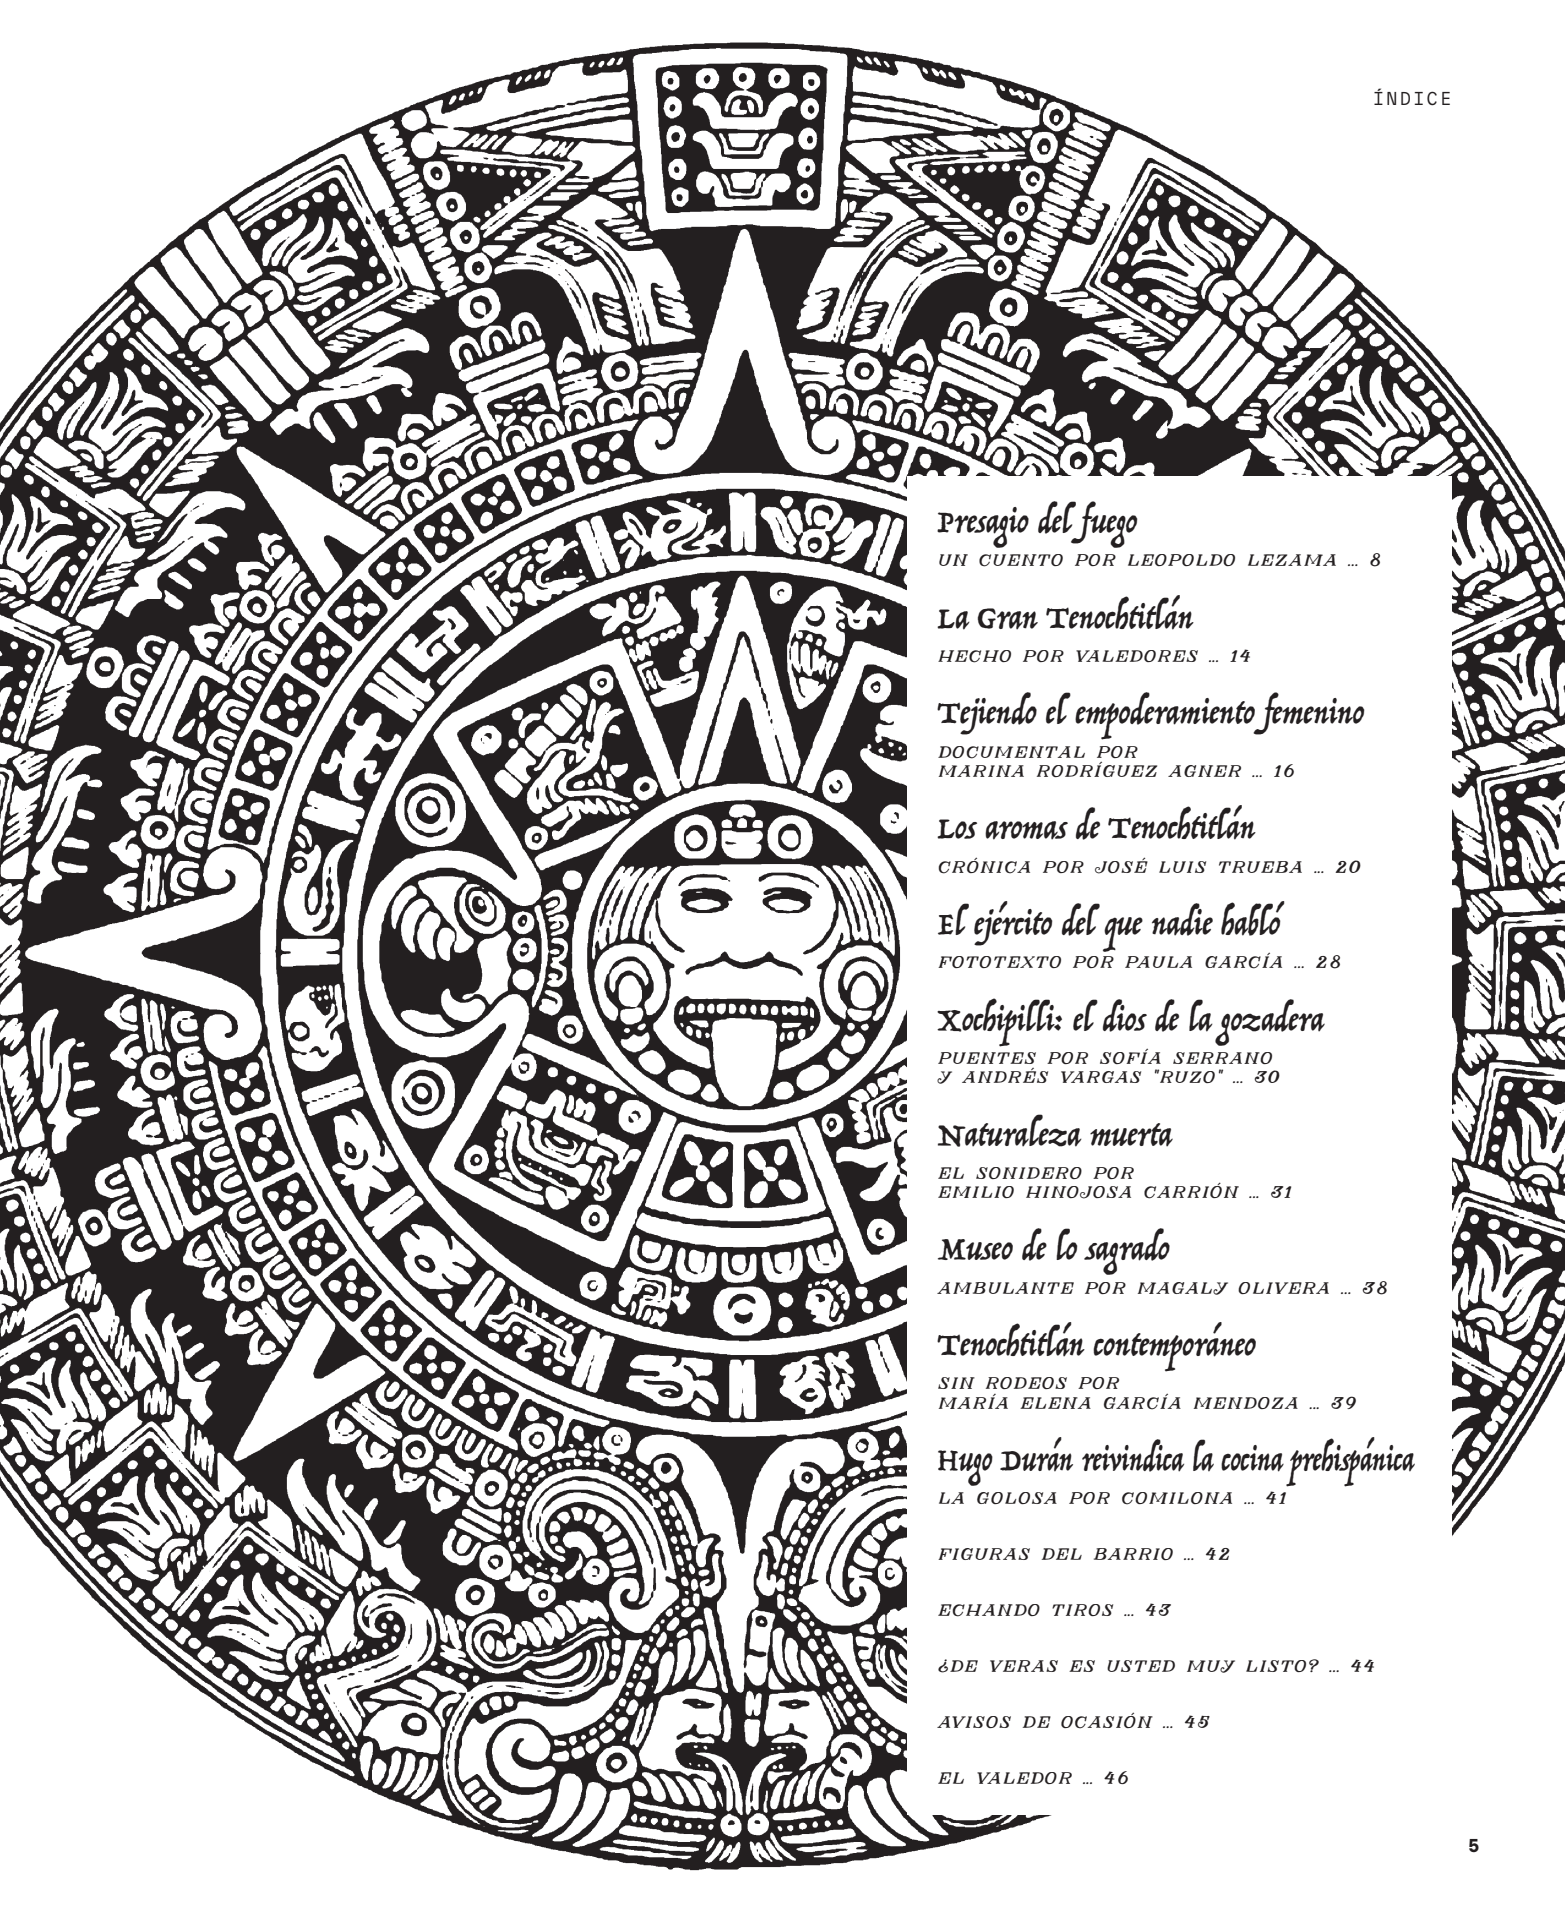 ÍNDICE
Presagio del fuego
UN CUENTO POR LEOPOLDO LEZAMA ... 8
La Gran Tenochtitlán
HECHO POR VALEDORES ... 14
Tejiendo el empoderamiento femenino
DOCUMENTAL POR
MARINA RODRÍGUEZ AGNER ... 16
Los aromas de Tenochtitlán
CRÓNICA POR JOSÉ LUIS TRUEBA ... 20
El ejército del que nadie habló
FOTOTEXTO POR PAULA GARCÍA ... 28
Xochipilli: el dios de la gozadera
PUENTES POR SOFÍA SERRANO
Y ANDRÉS VARGAS "RUZO" ... 30
Naturaleza muerta
EL SONIDERO POR
EMILIO HINOJOSA CARRIÓN ... 31
Museo de lo sagrado
AMBULANTE POR MAGALY OLIVERA ... 38
Tenochtitlán contemporáneo
SIN RODEOS POR
MARÍA ELENA GARCÍA MENDOZA ... 39
Hugo Durán reivindica la cocina prehispánica
LA GOLOSA POR COMILONA ... 41
FIGURAS DEL BARRIO ... 42
ECHANDO TIROS ... 43
¿DE VERAS ES USTED MUY LISTO? ... 44
AVISOS DE OCASIÓN ... 45
EL VALEDOR ... 46
5